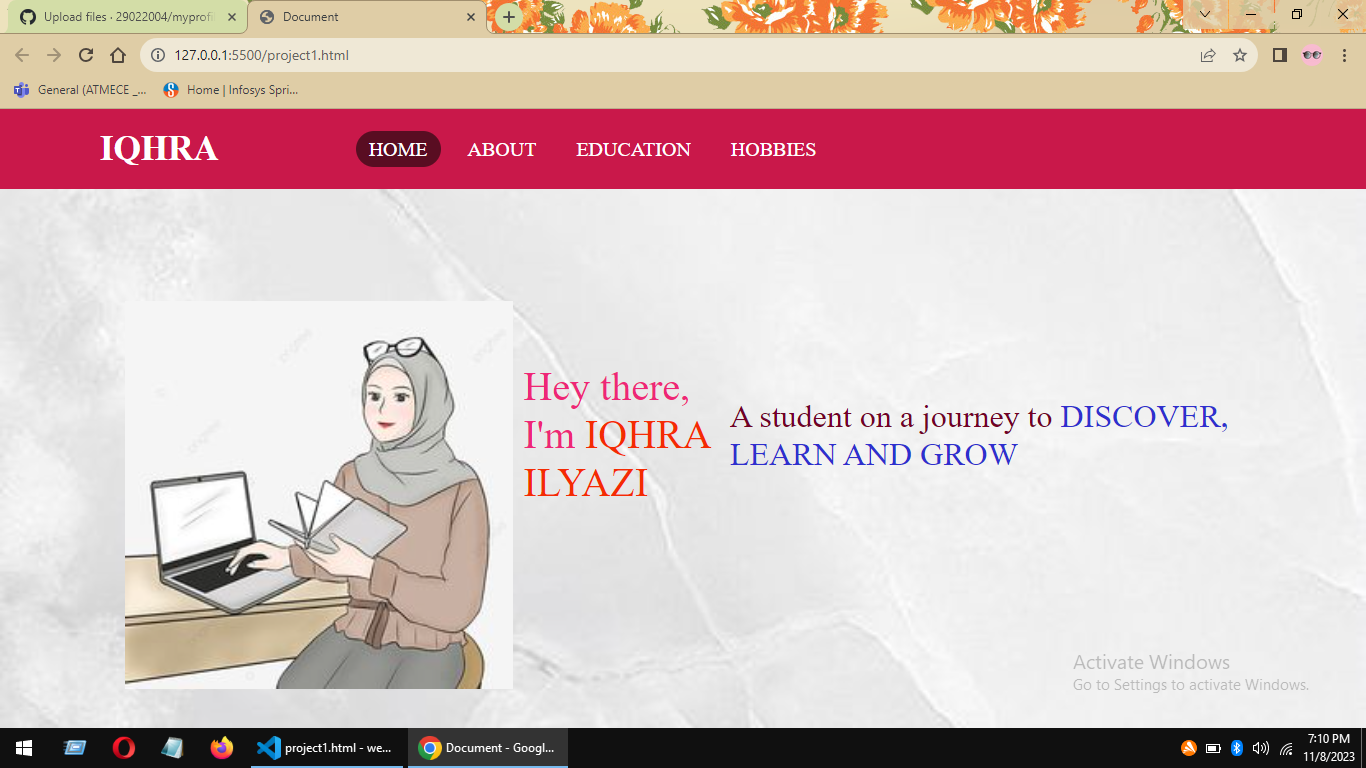 Upload files · 29022004/myprofi
Document
127.0.0.1:5500/project1.html
General (ATMECE _...
Home | Infosys Spri...
IQHRA
HOME ABOUT EDUCATION HOBBIES
Hey there,
I'm IQHRA
ILYAZI
A student on a journey to DISCOVER,
LEARN AND GROW
Activate Windows
Go to Settings to activate Windows.
project1.html - we...
Document - Googl...
7:10 PM
11/8/2023